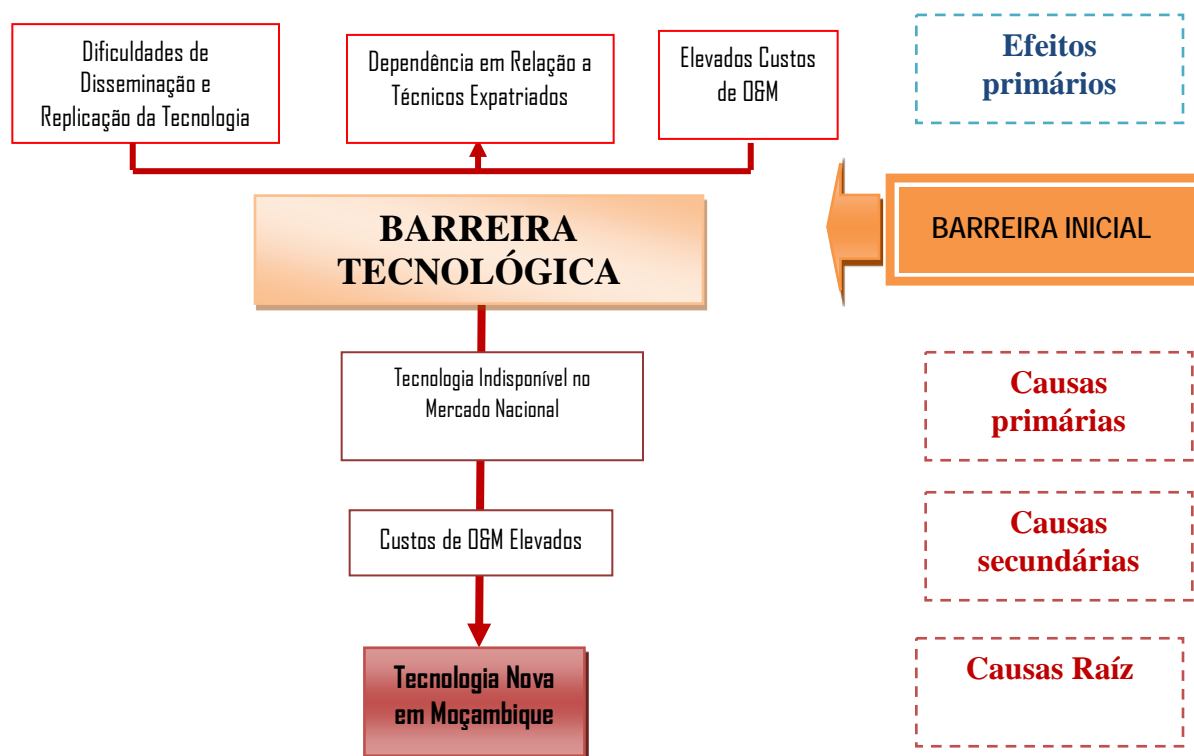 Dificuldades de
Disseminação e
Replicação da Tecnologia
Dependência em Relação a
Técnicos Expatriados
Elevados Custos
de O&M
Efeitos
primários
BARREIRA
TECNOLÓGICA
BARREIRA INICIAL
Tecnologia Indisponível no
Mercado Nacional
Causas
primárias
Custos de O&M Elevados
Causas
secundárias
Tecnologia Nova
em Moçambique
Causas Raíz